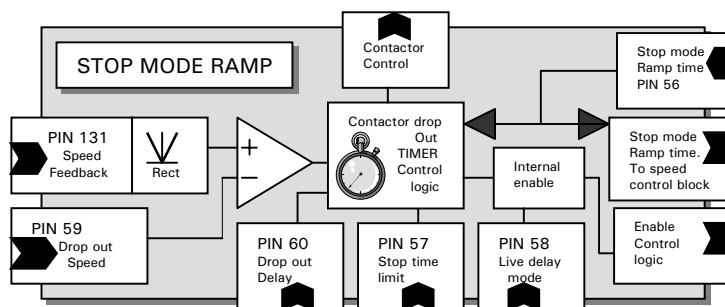 STOP MODE RAMP
Contactor
Control
Stop mode
Ramp time
PIN 56
PIN 131
Speed
Feedback
Rect
+
−
Contactor drop
Out
TIMER
Control
logic
Stop mode
Ramp time.
To speed
control block
Internal
enable
PIN 59
Drop out
Speed
PIN 60
Drop out
Delay
PIN 57
Stop time
limit
PIN 58
Live delay
mode
Enable
Control
logic